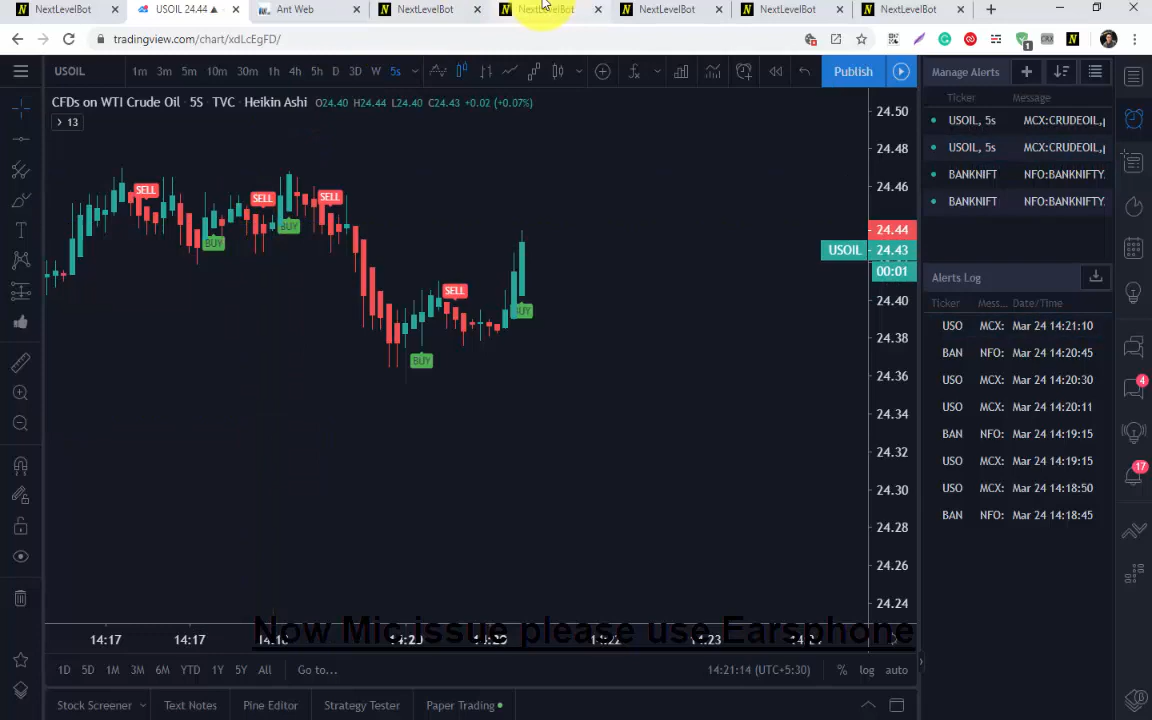 NextLevelBot
USOIL 24.44 ▲
Ant Web
NextLevelBot
NextLevelBot
NextLevelBot
NextLevelBot
NextLevelBot
tradingview.com/chart/xdLcEgFD/
USOIL 1m 3m 5m 10m 30m 1h 4h 5h D 3D W 5s Publish
Manage Alerts
CFDs on WTI Crude Oil · 5S · TVC · Heikin Ashi O24.40 H24.44 L24.40 C24.43 +0.02 (+0.07%)
13
Ticker Message
USOIL, 5s MCX:CRUDEOIL,
USOIL, 5s MCX:CRUDEOIL,
BANKNIFT NFO:BANKNIFTY.
BANKNIFT NFO:BANKNIFTY.
Alerts Log
Ticker Mess... Date/Time
USO MCX: Mar 24 14:21:10
BAN NFO: Mar 24 14:20:45
USO MCX: Mar 24 14:20:30
USO MCX: Mar 24 14:20:11
BAN NFO: Mar 24 14:19:15
USO MCX: Mar 24 14:19:15
USO MCX: Mar 24 14:18:50
BAN NFO: Mar 24 14:18:45
SELL
SELL
SELL
BUY
BUY
SELL
BUY
BUY
24.50
24.48
24.46
24.44
USOIL 24.43
00:01
24.40
24.38
24.36
24.34
24.32
24.30
24.28
24.26
24.24
4
17
1
14:17 14:17 14:22 14:23
Now Mic issue please use Earsphone
1D 5D 1M 3M 6M YTD 1Y 5Y All Go to... 14:21:14 (UTC+5:30) % log auto
Stock Screener Text Notes Pine Editor Strategy Tester Paper Trading